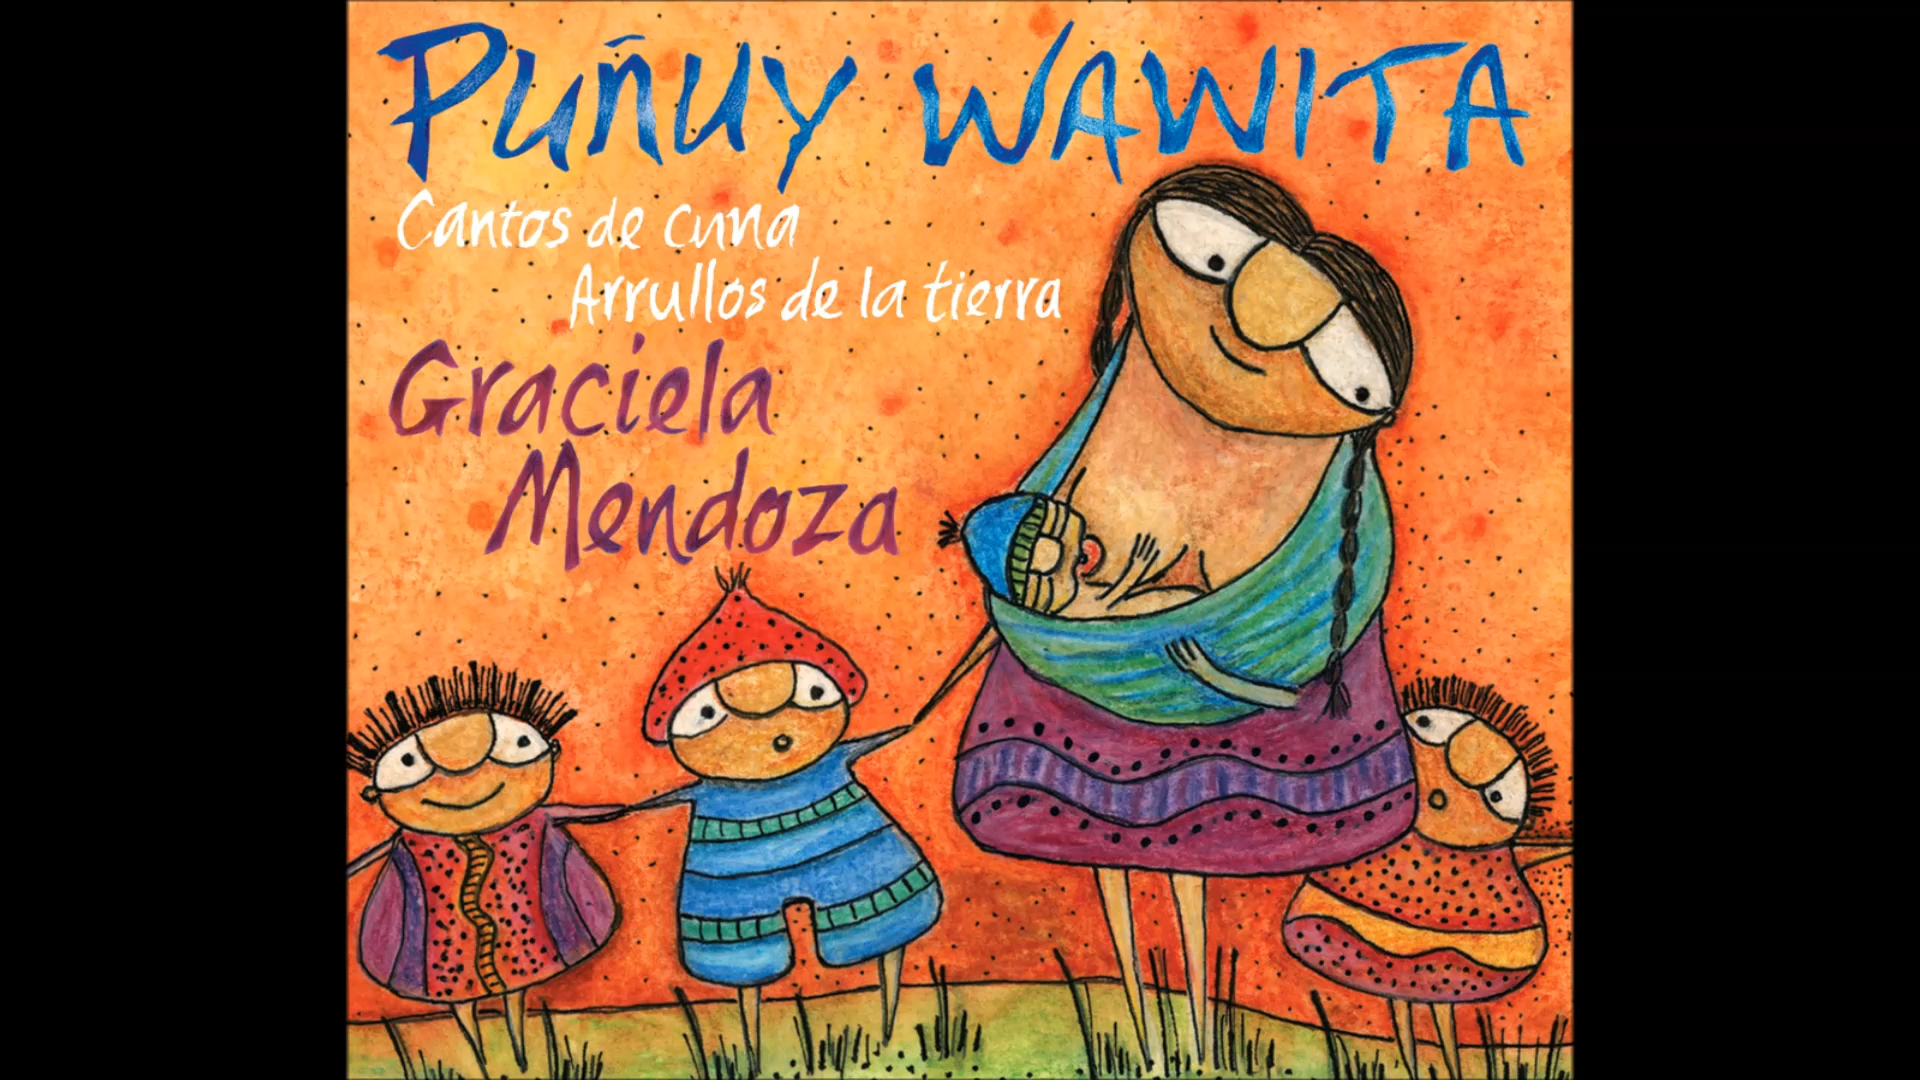 Puñuy Wawita
Cantos de cuna
Arrullos de la tierra
Graciela
Mendoza